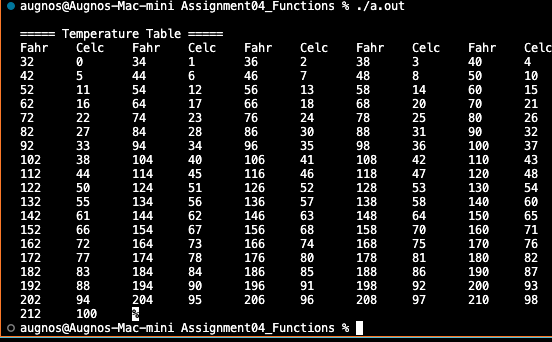 augnos@Augnos-Mac-mini Assignment04_Functions % ./a.out
===== Temperature Table =====
Fahr Celc Fahr Celc Fahr Celc Fahr Celc Fahr Celc
32 0 34 1 36 2 38 3 40 4
42 5 44 6 46 7 48 8 50 10
52 11 54 12 56 13 58 14 60 15
62 16 64 17 66 18 68 20 70 21
72 22 74 23 76 24 78 25 80 26
82 27 84 28 86 30 88 31 90 32
92 33 94 34 96 35 98 36 100 37
102 38 104 40 106 41 108 42 110 43
112 44 114 45 116 46 118 47 120 48
122 50 124 51 126 52 128 53 130 54
132 55 134 56 136 57 138 58 140 60
142 61 144 62 146 63 148 64 150 65
152 66 154 67 156 68 158 70 160 71
162 72 164 73 166 74 168 75 170 76
172 77 174 78 176 80 178 81 180 82
182 83 184 84 186 85 188 86 190 87
192 88 194 90 196 91 198 92 200 93
202 94 204 95 206 96 208 97 210 98
212 100 %
augnos@Augnos-Mac-mini Assignment04_Functions %